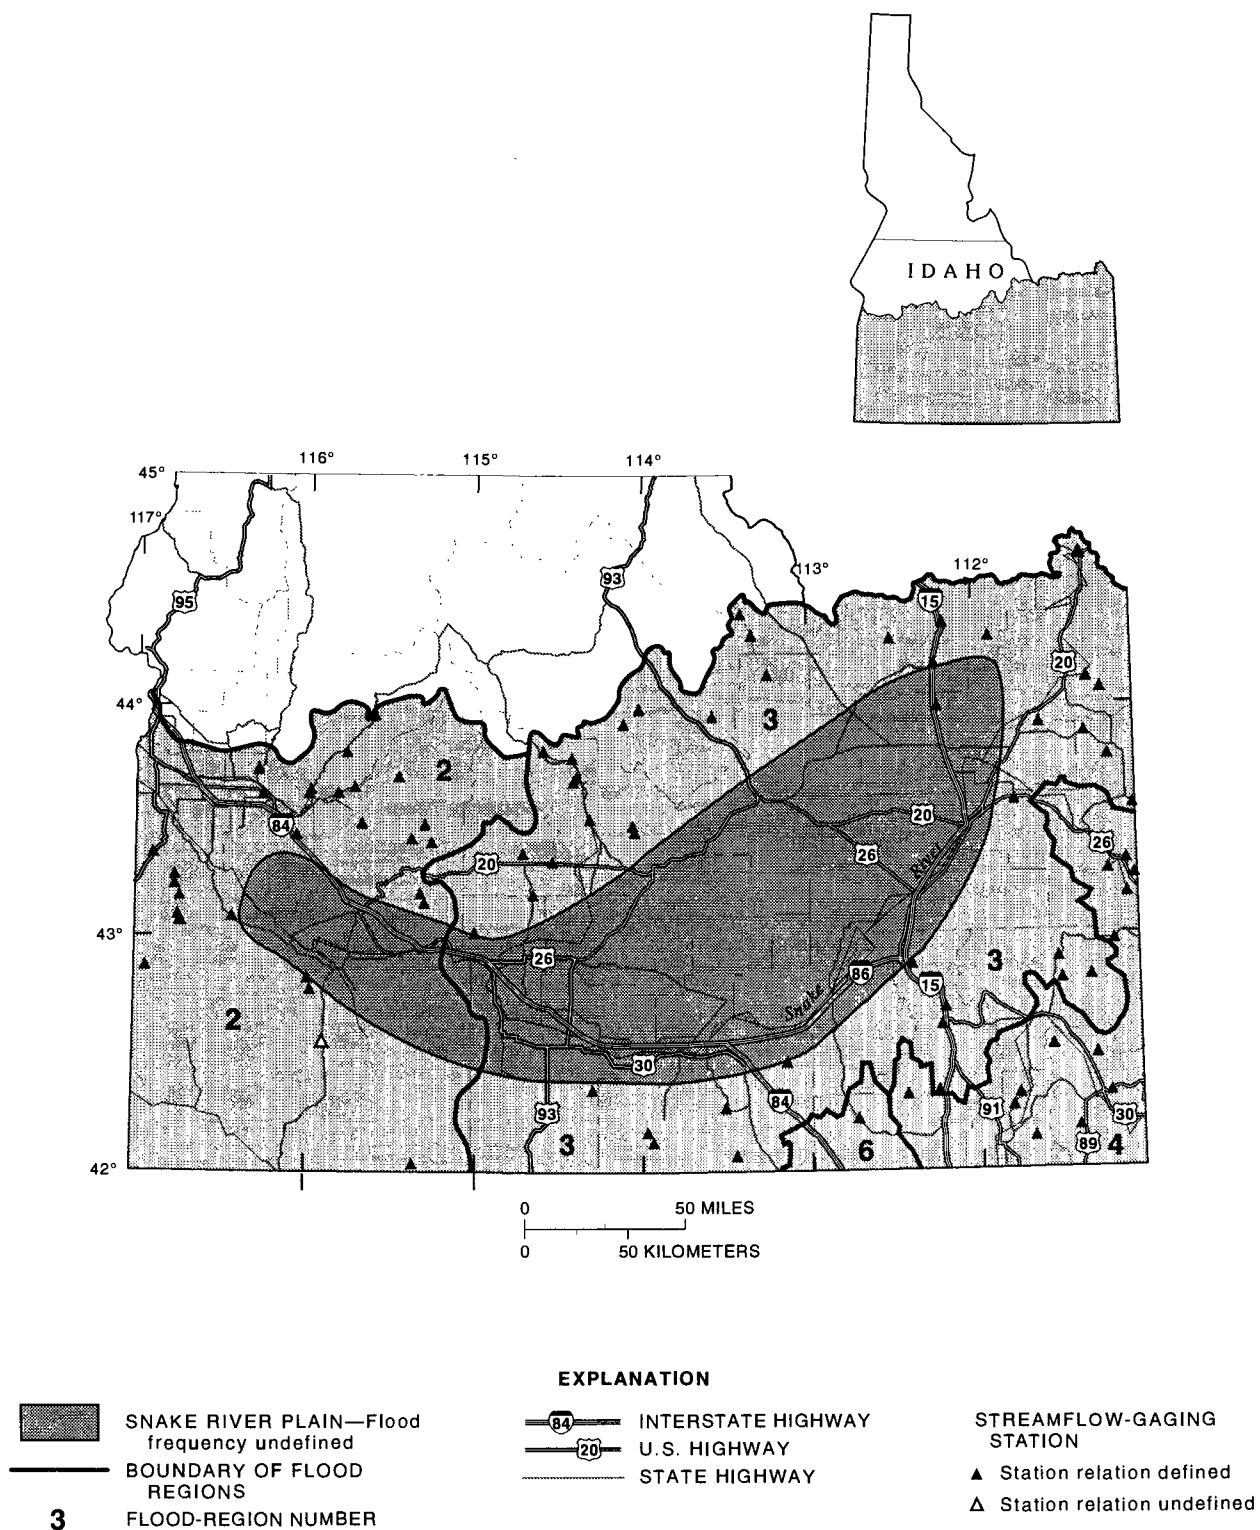 IDAHO
116°
115°
114°
45°
117°
113°
112°
93
95
15
20
44°
3
2
84
20
26
20
26
River
43°
26
3
86
15
Snake
2
30
84
93
91
30
89
3
6
4
42°
0 50 MILES
0 50 KILOMETERS
EXPLANATION
SNAKE RIVER PLAIN—Flood
frequency undefined
BOUNDARY OF FLOOD
REGIONS
3 FLOOD-REGION NUMBER
84 INTERSTATE HIGHWAY
20 U.S. HIGHWAY
STATE HIGHWAY
STREAMFLOW-GAGING
STATION
Station relation defined
Station relation undefined